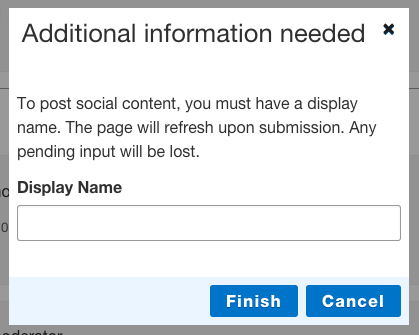 Additional information needed ✖
To post social content, you must have a display
name. The page will refresh upon submission. Any
pending input will be lost.
Display Name
Finish Cancel